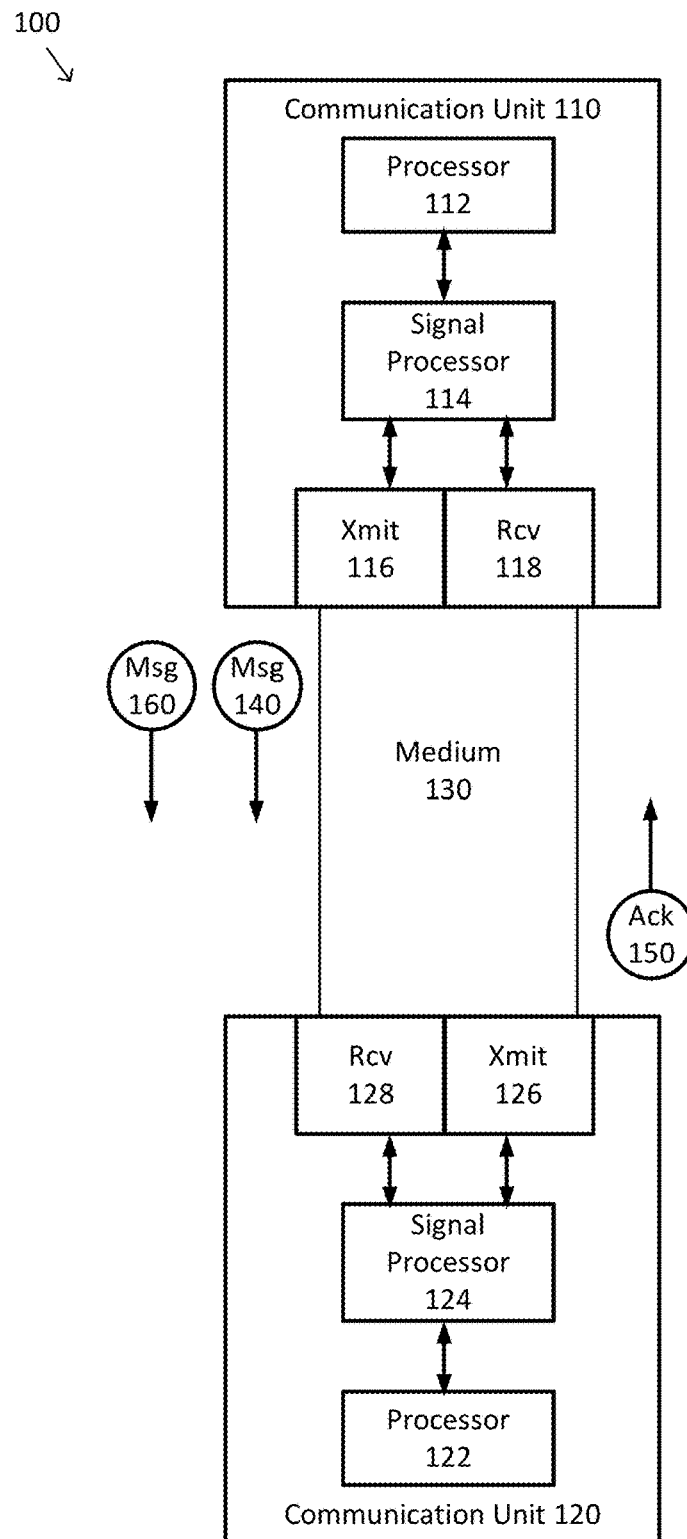 100
Communication Unit 110
Processor
112
Signal
Processor
114
Xmit
116
Rcv
118
Msg
160
Msg
140
Medium
130
Ack
150
Rcv
128
Xmit
126
Signal
Processor
124
Processor
122
Communication Unit 120